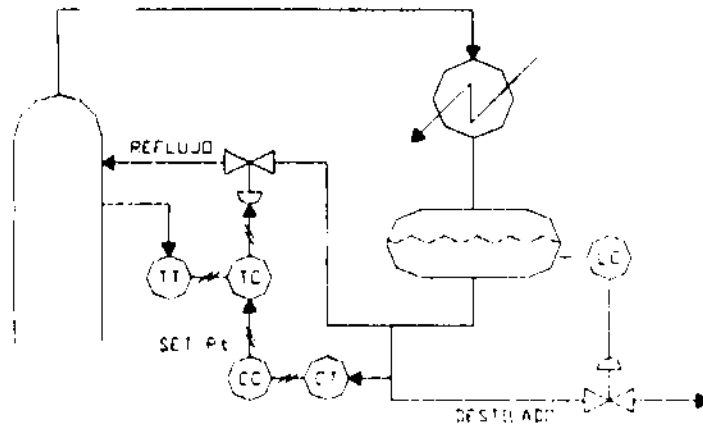 REFLUJO
LC
TT
TC
SET Pt
CC
CT
DESTILADO